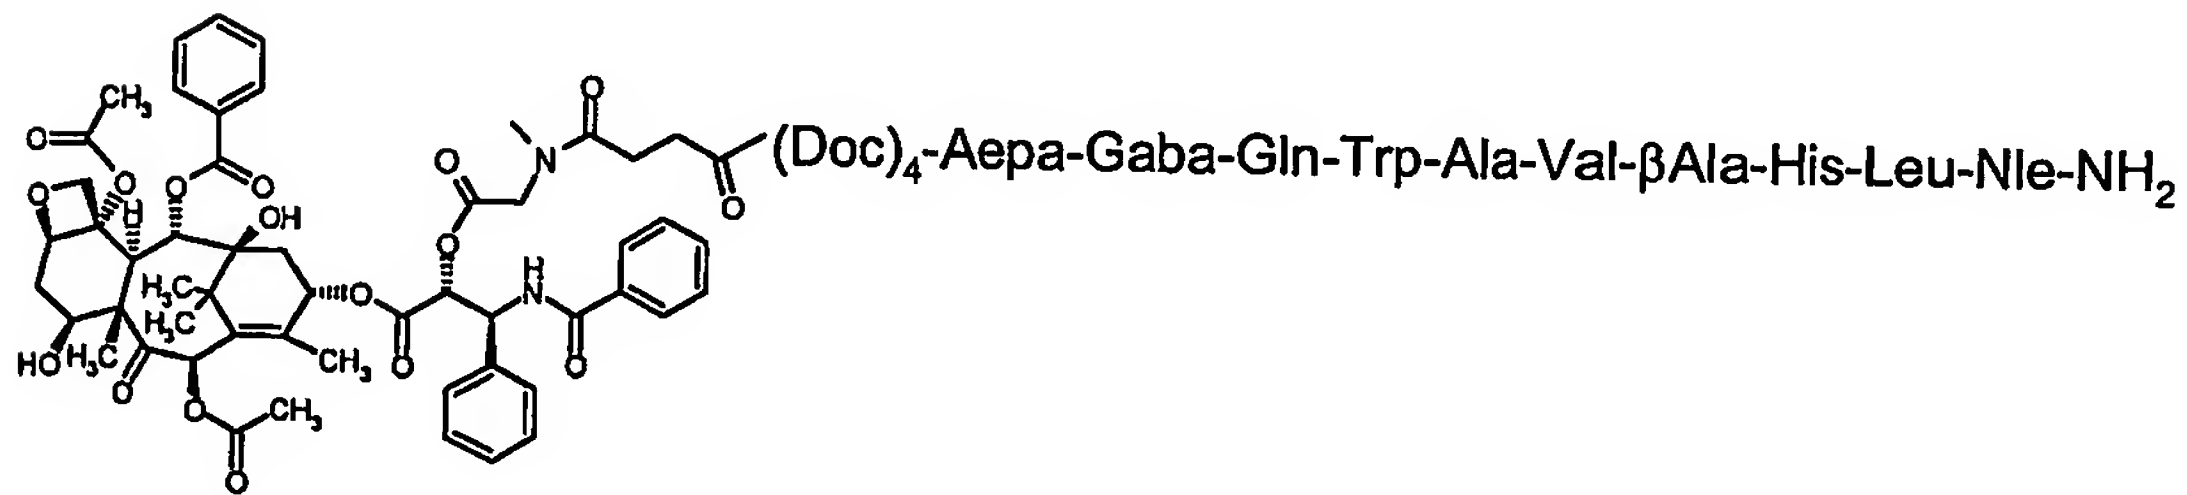 CH3
O
O
O
O
O
O
O
N
O
(Doc)4-Aepa-Gaba-Gln-Trp-Ala-Val-βAla-His-Leu-Nle-NH2
O
H
OH
O
H3C
O
H
N
H3C
HO
H3C
O
CH3
O
O
O
CH3
O